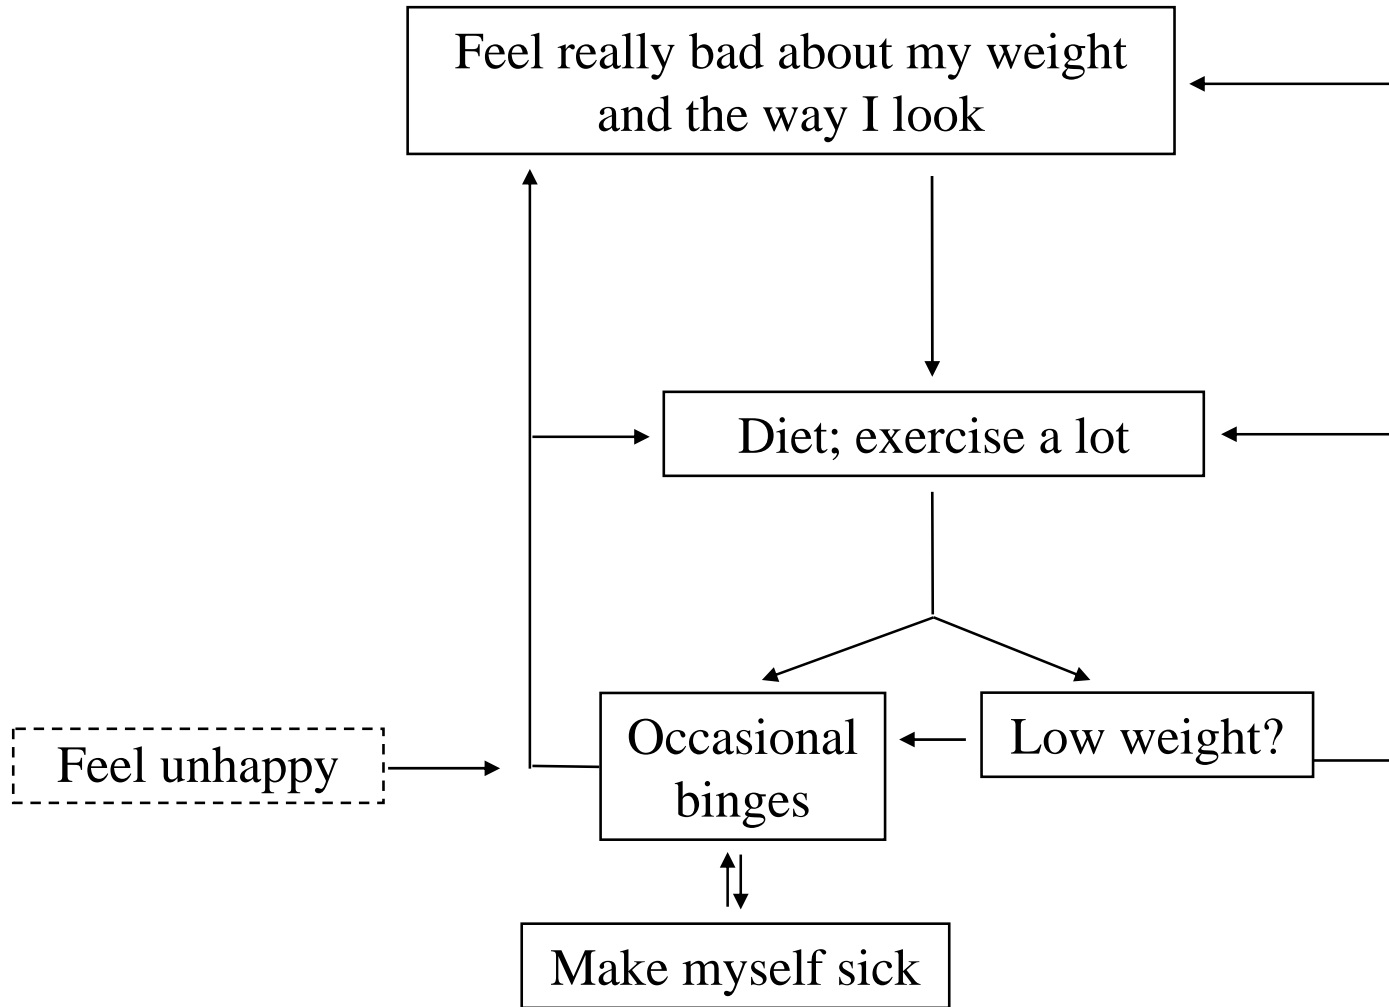 Feel really bad about my weight
and the way I look
Diet; exercise a lot
Feel unhappy
Occasional
binges
Low weight?
Make myself sick